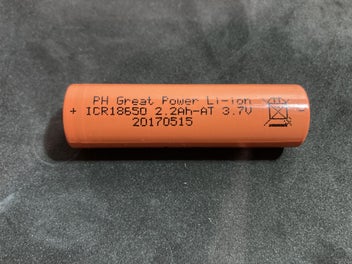 PH Great Power Li-ion
+ ICR18650 2.2Ah-AT 3.7V -
20170515